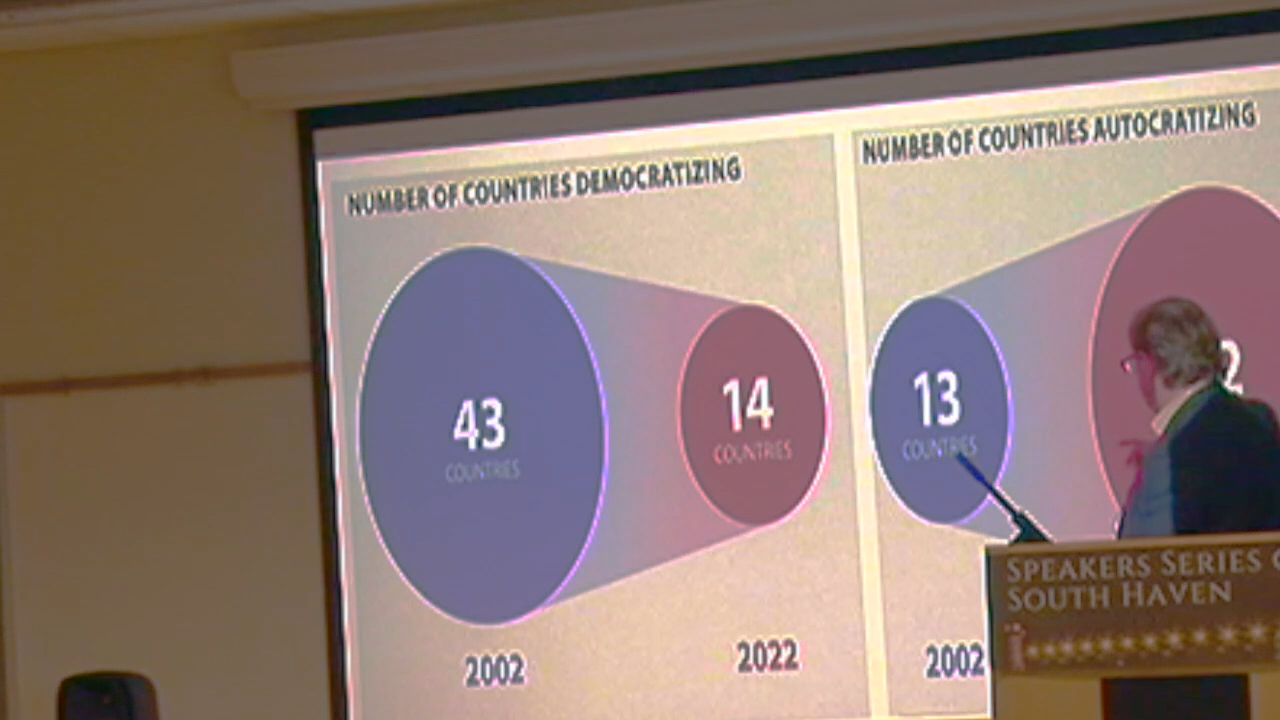 NUMBER OF COUNTRIES DEMOCRATIZING
43
COUNTRIES
14
COUNTRIES
2002
2022
NUMBER OF COUNTRIES AUTOCRATIZING
13
COUNTRIES
2
2002
SPEAKERS SERIES
SOUTH HAVEN